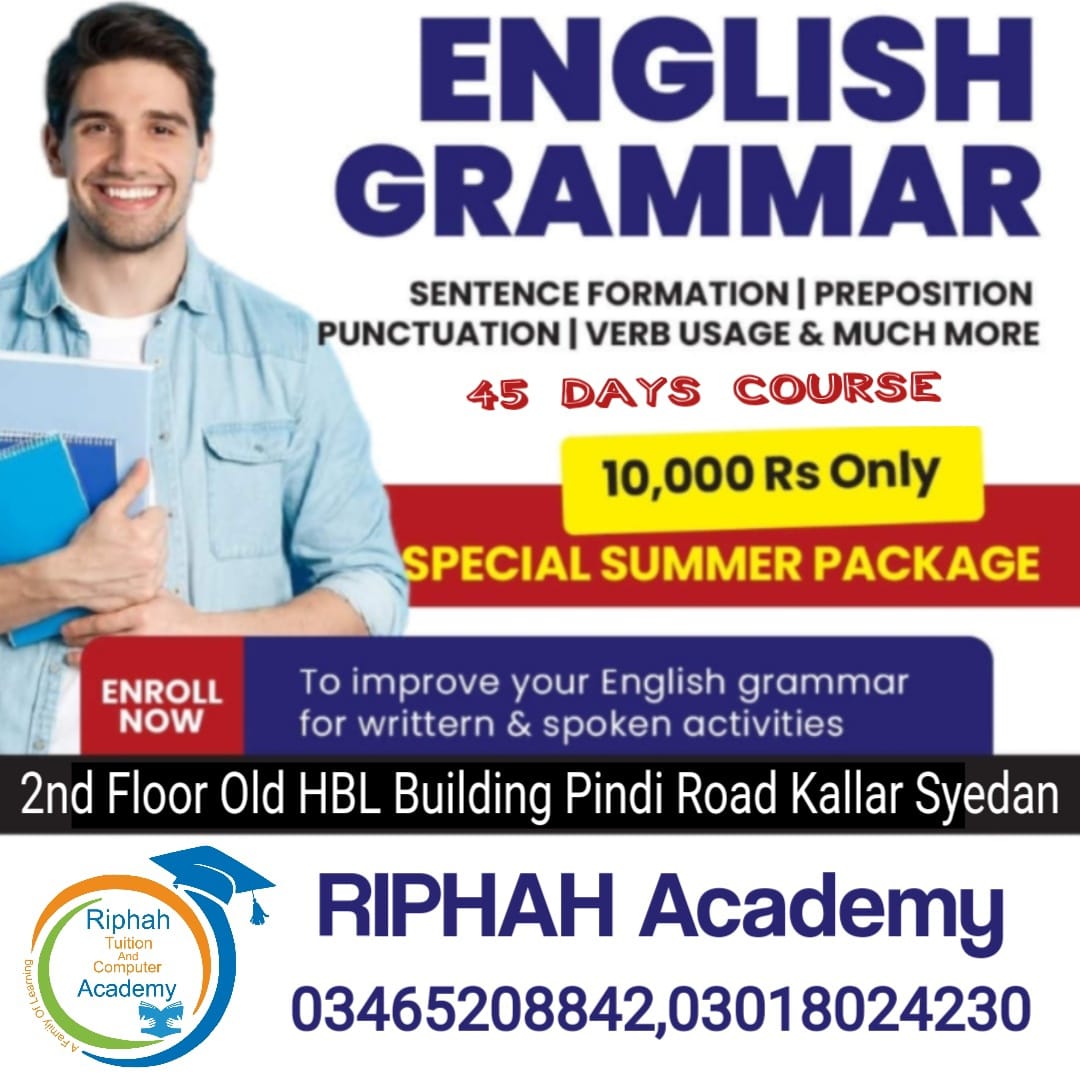 ENGLISH
GRAMMAR
SENTENCE FORMATION | PREPOSITION
PUNCTUATION | VERB USAGE & MUCH MORE
45 DAYS COURSE
10,000 Rs Only
SPECIAL SUMMER PACKAGE
ENROLL
NOW
To improve your English grammar
for writtern & spoken activities
2nd Floor Old HBL Building Pindi Road Kallar Syedan
Riphah
Tuition
And
Computer
Academy
A Family Of Learning
RIPHAH Academy
03465208842,03018024230